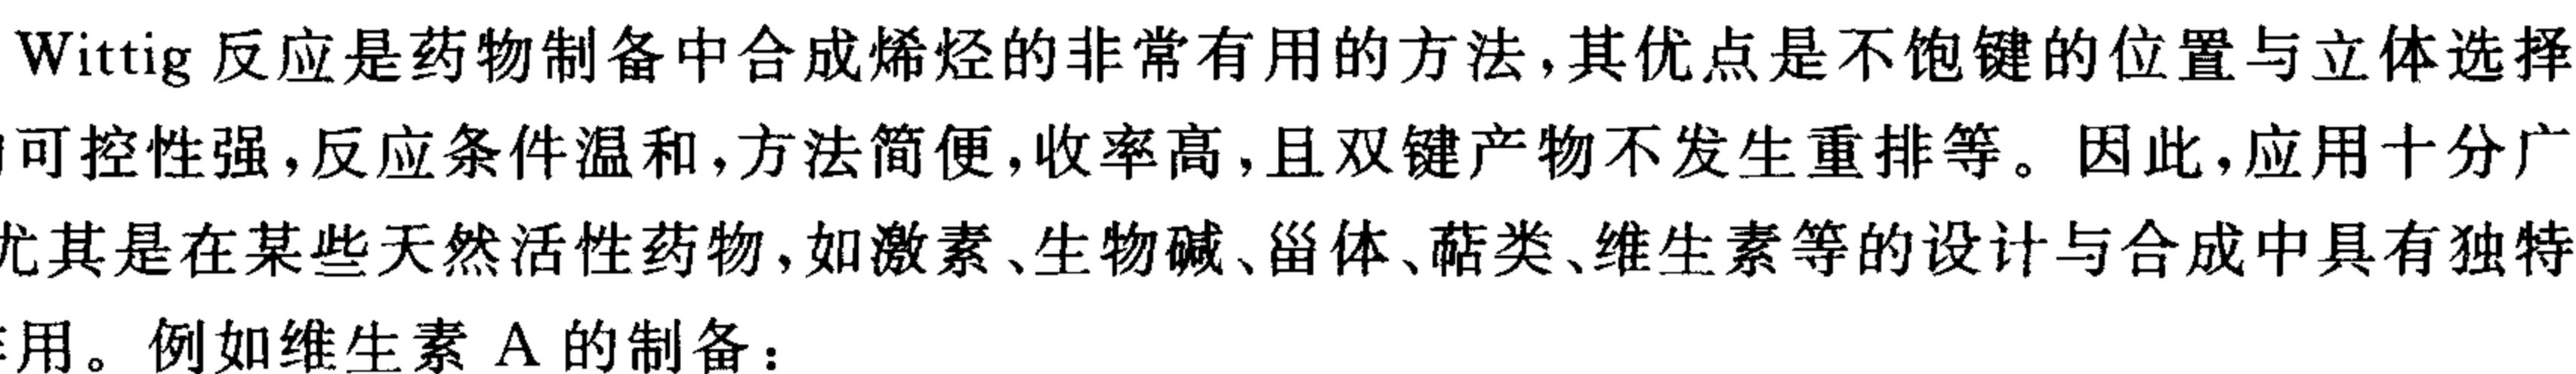 Wittig 反应是药物制备中合成烯烃的非常有用的方法,其优点是不饱键的位置与立体选择
可控性强,反应条件温和,方法简便,收率高,且双键产物不发生重排等。因此,应用十分广
尤其是在某些天然活性药物,如激素、生物碱、甾体、萜类、维生素等的设计与合成中具有独特
用。例如维生素 A 的制备: